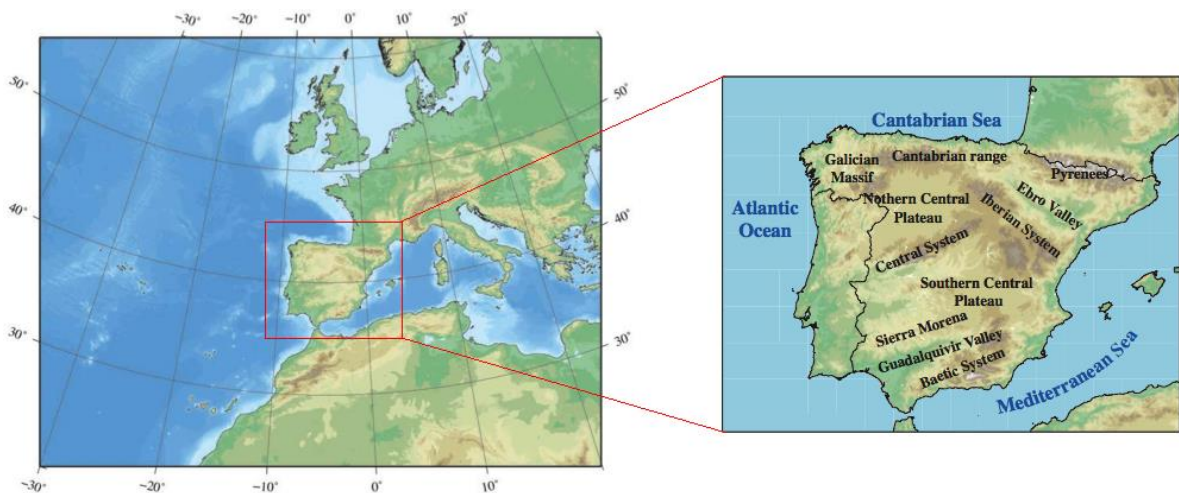 −30° −20° −10° 0° 10° 20°
50°
50°
40°
40°
30°
30°
−30° −20° −10° 0° 10°
Cantabrian Sea
Cantabrian range
Galician
Massif
Pyrenees
Nothern Central
Plateau
Ebro Valley
Iberian System
Atlantic
Ocean
Central System
Southern Central
Plateau
Sierra Morena
Guadalquivir Valley
Baetic System
Mediterranean Sea